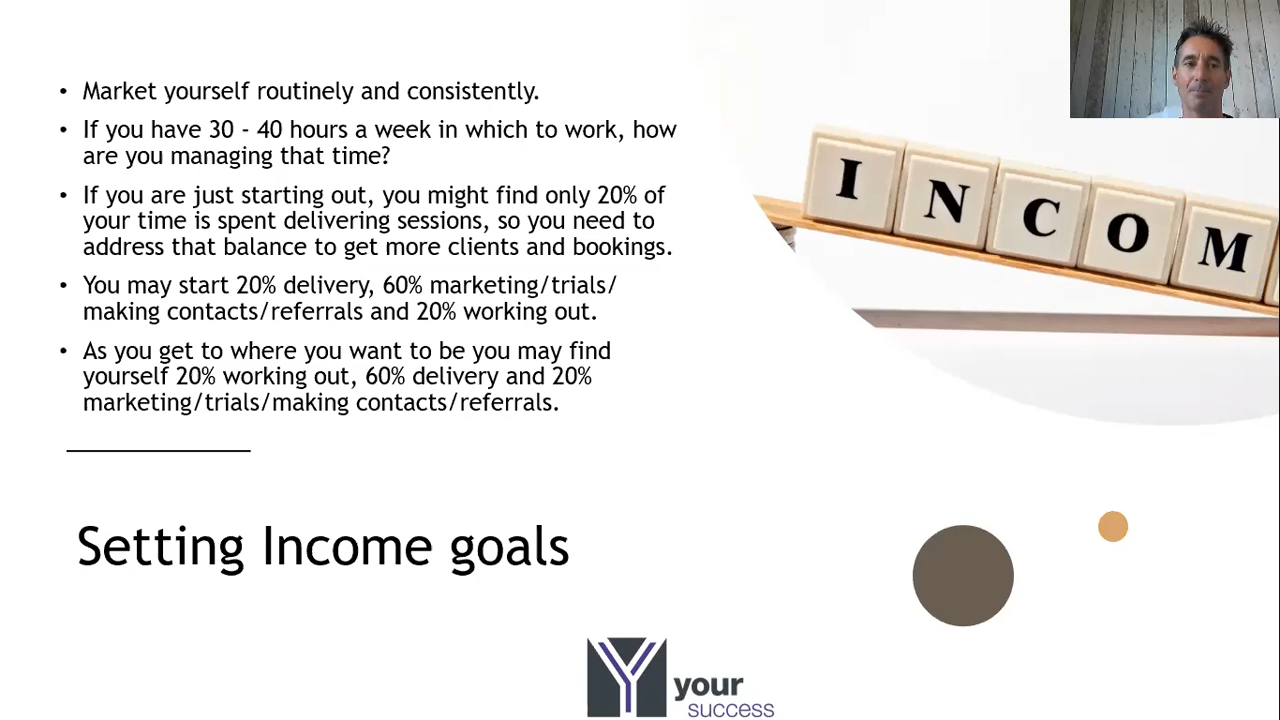 • Market yourself routinely and consistently.
• If you have 30 - 40 hours a week in which to work, how
are you managing that time?
• If you are just starting out, you might find only 20% of
your time is spent delivering sessions, so you need to
address that balance to get more clients and bookings.
• You may start 20% delivery, 60% marketing/trials/
making contacts/referrals and 20% working out.
• As you get to where you want to be you may find
yourself 20% working out, 60% delivery and 20%
marketing/trials/making contacts/referrals.
INCOM
Setting Income goals
Y your
success